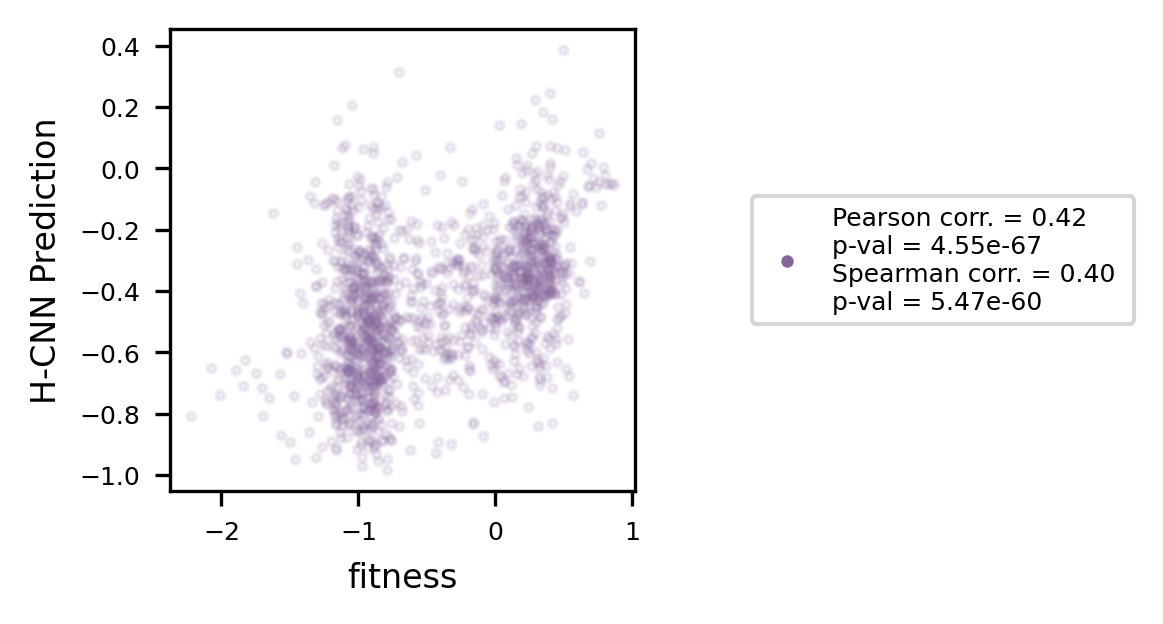 0.4
0.2
0.0
−0.2
−0.4
−0.6
−0.8
−1.0
H-CNN Prediction
−2
−1
0
1
fitness
Pearson corr. = 0.42
p-val = 4.55e-67
Spearman corr. = 0.40
p-val = 5.47e-60